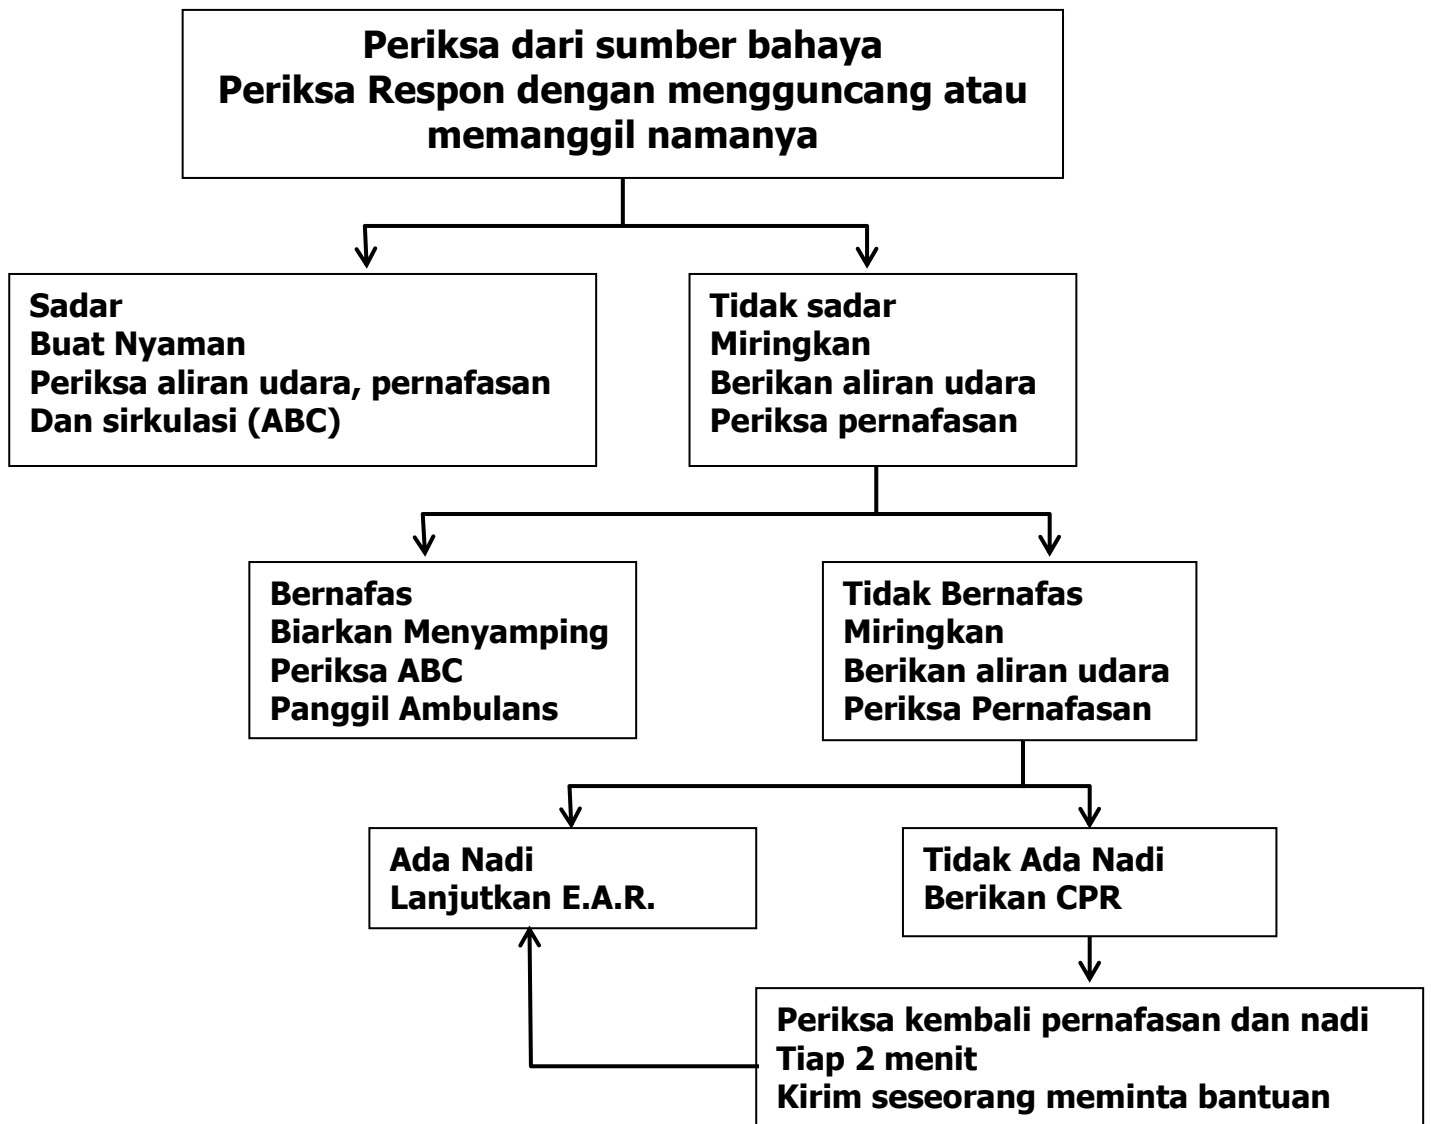 Periksa dari sumber bahaya
Periksa Respon dengan mengguncang atau
memanggil namanya
Sadar
Buat Nyaman
Periksa aliran udara, pernafasan
Dan sirkulasi (ABC)
Tidak sadar
Miringkan
Berikan aliran udara
Periksa pernafasan
Bernafas
Biarkan Menyamping
Periksa ABC
Panggil Ambulans
Tidak Bernafas
Miringkan
Berikan aliran udara
Periksa Pernafasan
Ada Nadi
Lanjutkan E.A.R.
Tidak Ada Nadi
Berikan CPR
Periksa kembali pernafasan dan nadi
Tiap 2 menit
Kirim seseorang meminta bantuan